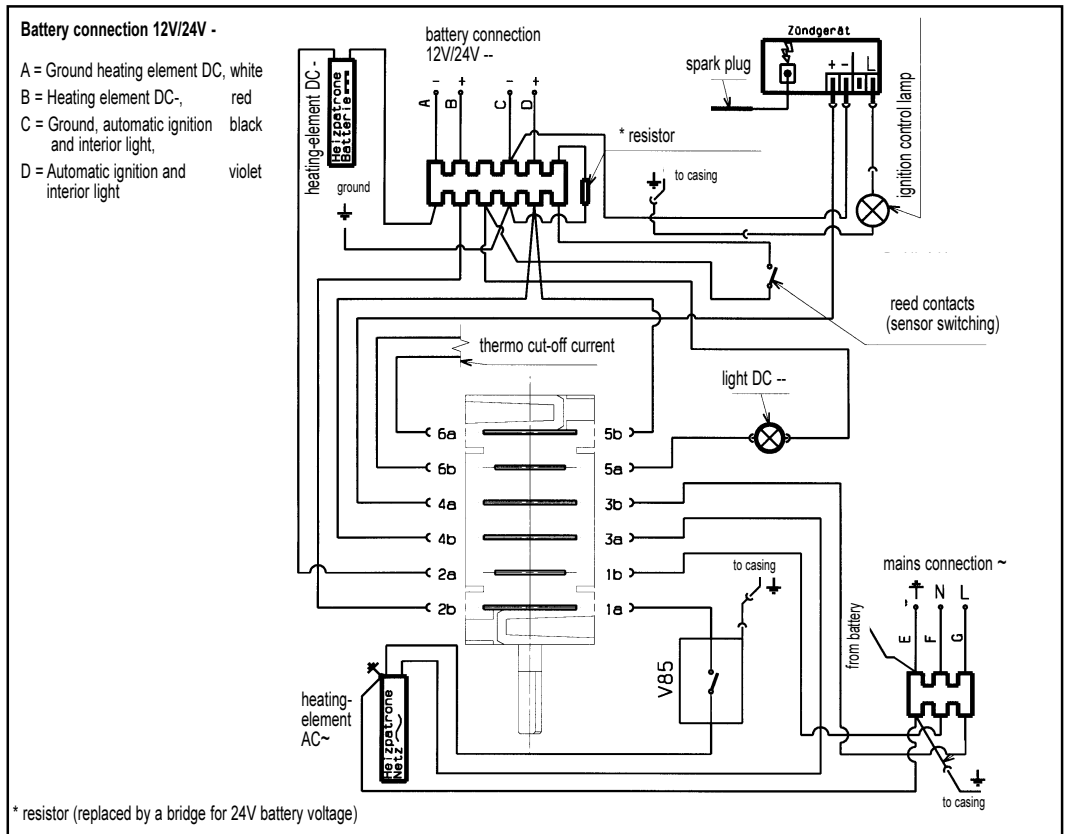 Battery connection 12V/24V -
A = Ground heating element DC, white
B = Heating element DC-, red
C = Ground, automatic ignition black
and interior light,
D = Automatic ignition and violet
interior light
heating-element DC -
Heizpatrone
Batterie
ground
battery connection
12V/24V --
- + - +
A B C D
* resistor
spark plug
Zündgerät
+ - L
ignition control lamp
to casing
reed contacts
(sensor switching)
thermo cut-off current
light DC --
6a 5b
6b 5a
4a 3b
4b 3a
2a 1b
2b 1a
to casing
V85
mains connection ~
N L
E F G
from battery
to casing
heating-
element
AC~
Heizpatrone
Netz
* resistor (replaced by a bridge for 24V battery voltage)